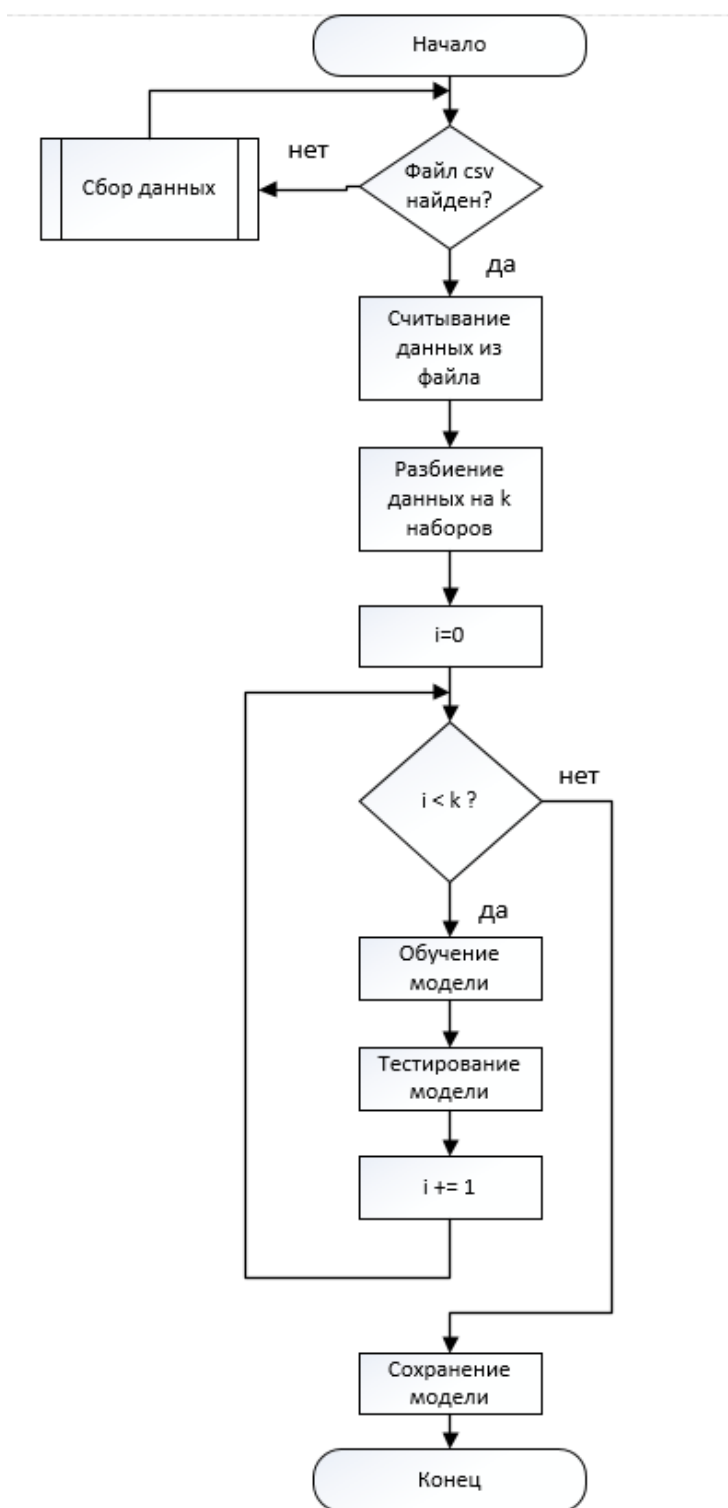 Начало
нет
Сбор данных
Файл csv
найден?
да
Считывание
данных из
файла
Разбиение
данных на k
наборов
i=0
i < k ?
нет
да
Обучение
модели
Тестирование
модели
i += 1
Сохранение
модели
Конец